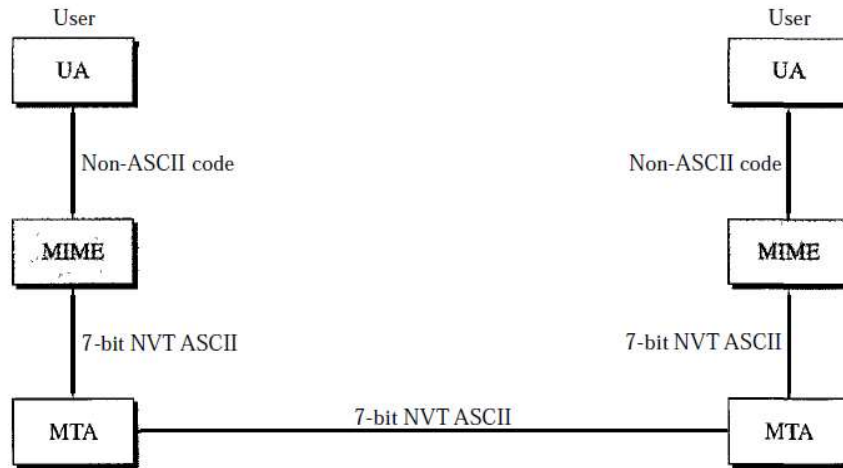 User
User
UA
UA
Non-ASCII code
Non-ASCII code
MIME
MIME
7-bit NVT ASCII
7-bit NVT ASCII
7-bit NVT ASCII
MTA
MTA